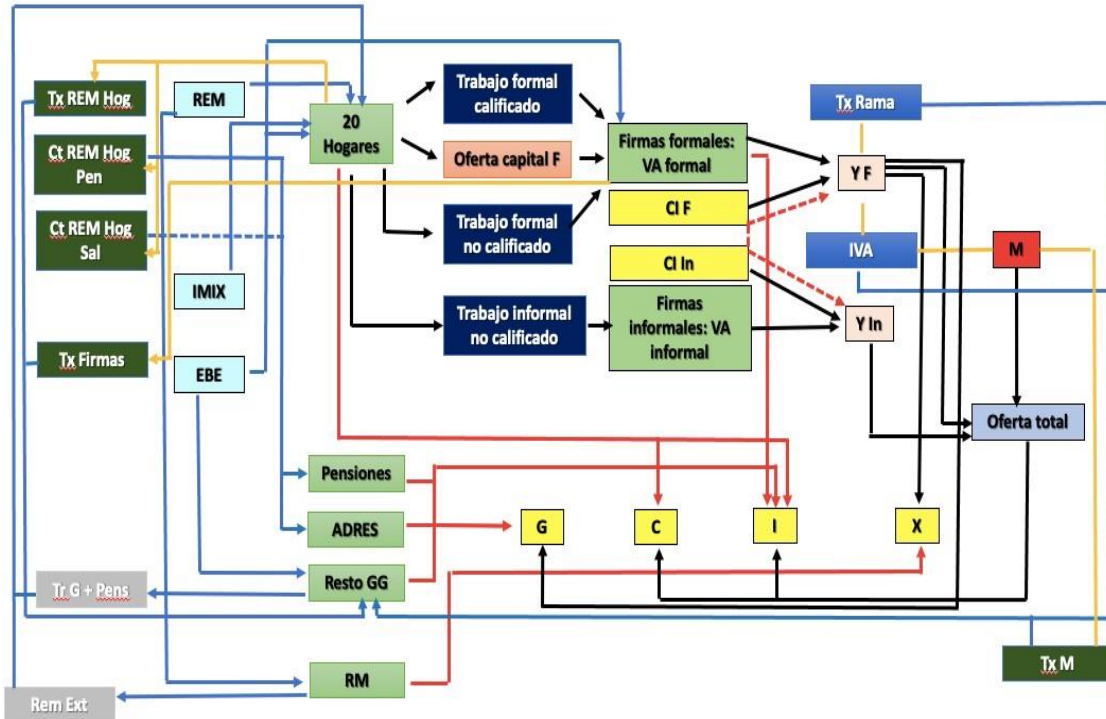 Tx REM Hog
Ct REM Hog
Pen
Ct REM Hog
Sal
Tx Firmas
Tr G + Pens
Rem Ext
REM
IMIX
EBE
20
Hogares
Pensiones
ADRES
Resto GG
RM
Trabajo formal
calificado
Oferta capital F
Trabajo formal
no calificado
Trabajo informal
no calificado
Firmas formales:
VA formal
CI F
CI In
Firmas
informales: VA
informal
G
C
I
X
Tx Rama
Y F
IVA
Y In
M
Oferta total
Tx M